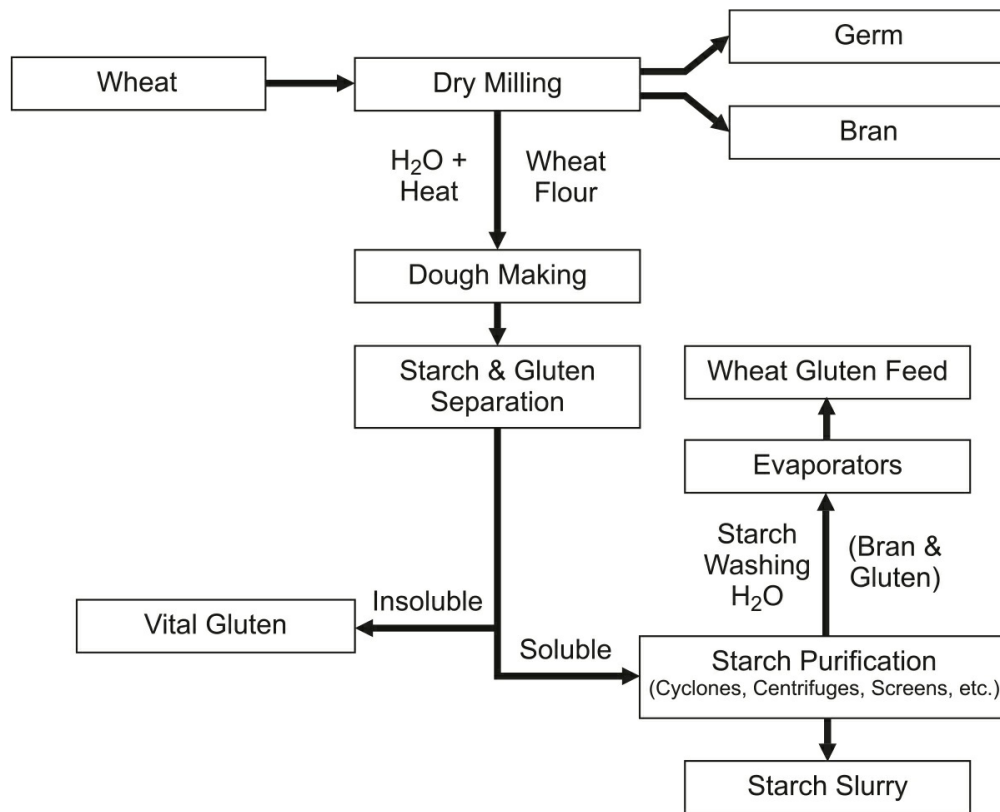 Germ
Wheat
Dry Milling
Bran
H₂O +
Heat
Wheat
Flour
Dough Making
Starch & Gluten
Separation
Wheat Gluten Feed
Evaporators
Starch
Washing
H₂O
(Bran &
Gluten)
Insoluble
Vital Gluten
Soluble
Starch Purification
(Cyclones, Centrifuges, Screens, etc.)
Starch Slurry